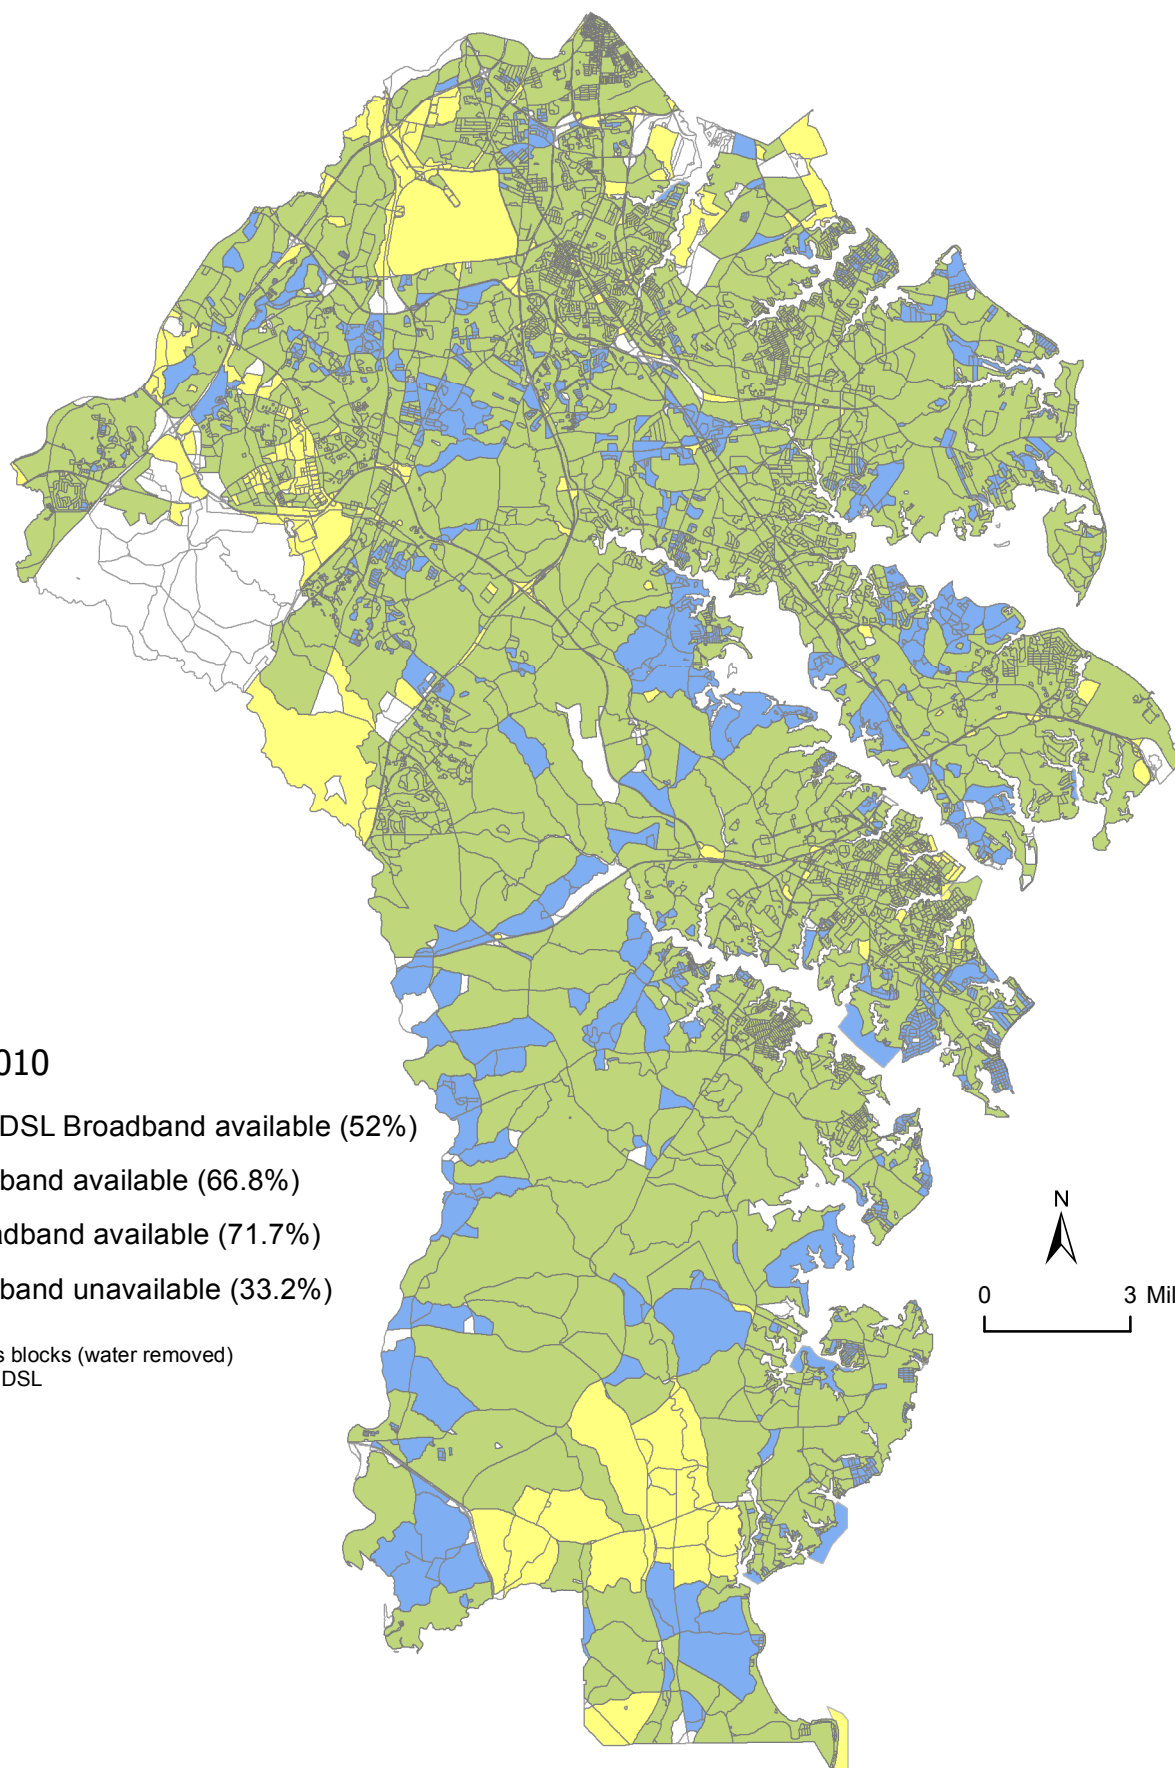 010
DSL Broadband available (52%)
band available (66.8%)
adband available (71.7%)
band unavailable (33.2%)
s blocks (water removed)
DSL
N
0 3 Mil